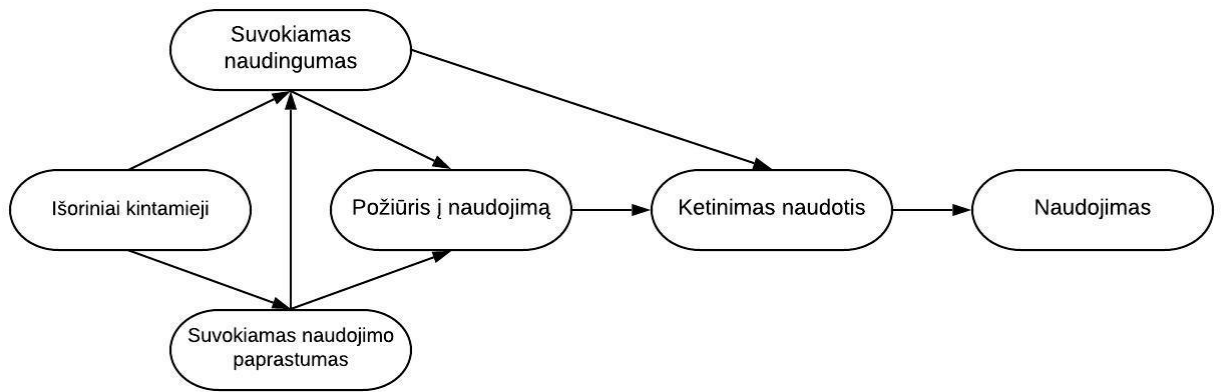 Suvokiamas
naudingumas
Išoriniai kintamieji
Požiūris į naudojimą
Ketinimas naudotis
Naudojimas
Suvokiamas naudojimo
paprastumas